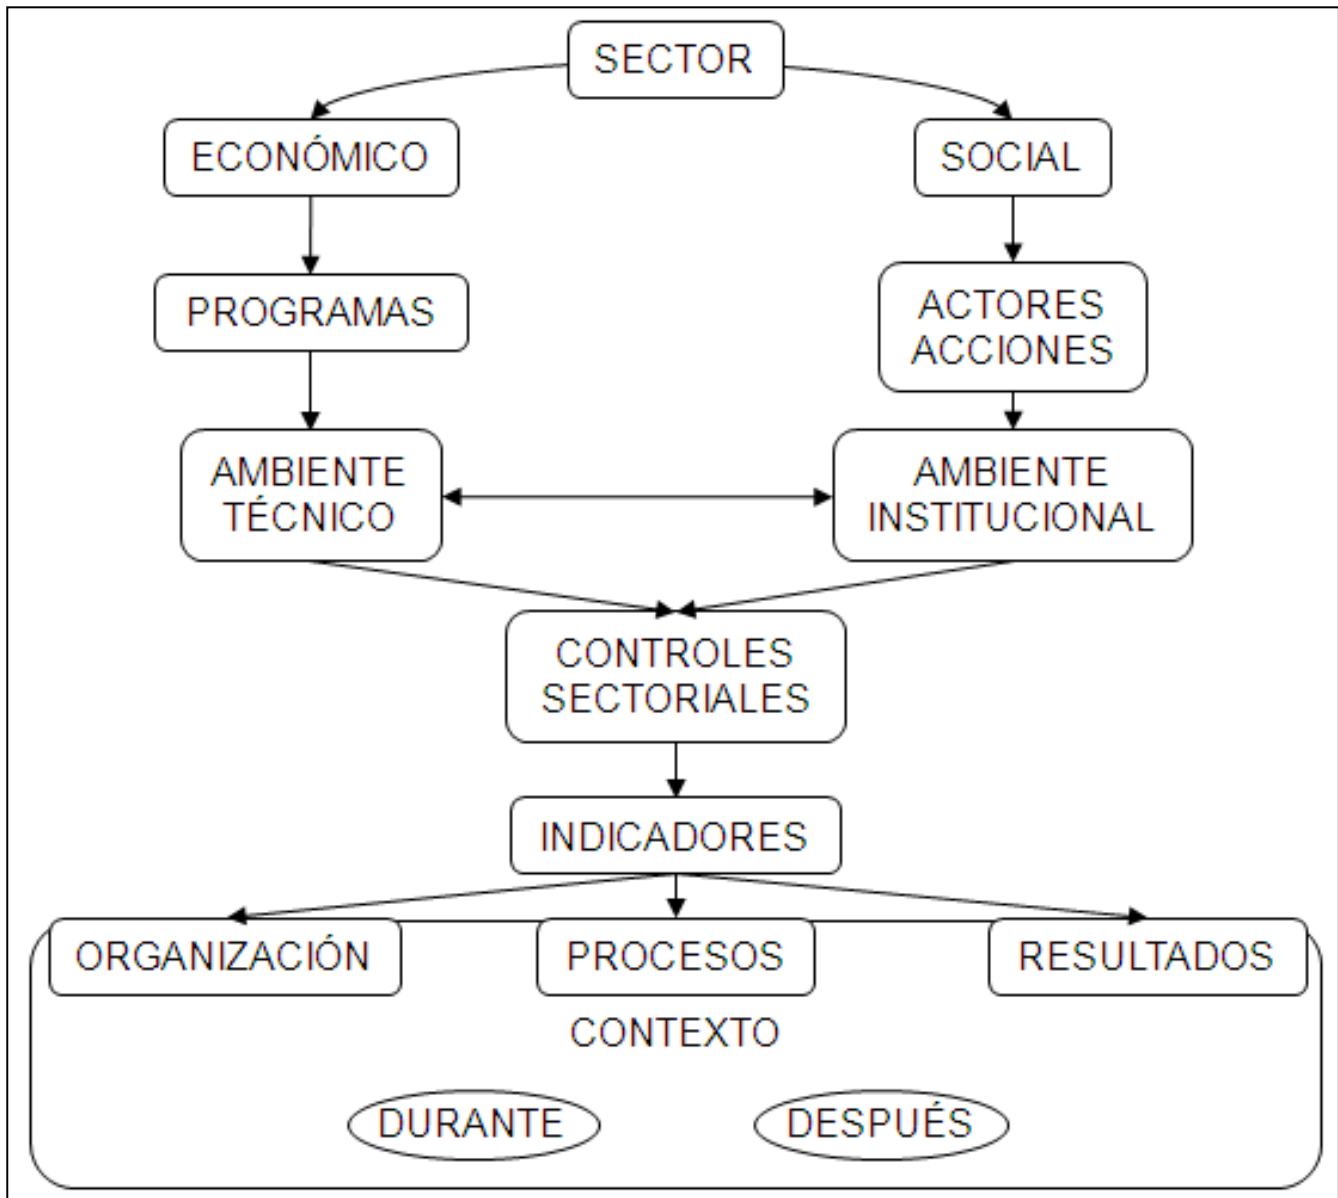 SECTOR
ECONÓMICO
SOCIAL
PROGRAMAS
ACTORES
ACCIONES
AMBIENTE
TÉCNICO
AMBIENTE
INSTITUCIONAL
CONTROLES
SECTORIALES
INDICADORES
ORGANIZACIÓN
PROCESOS
RESULTADOS
CONTEXTO
DURANTE
DESPUÉS